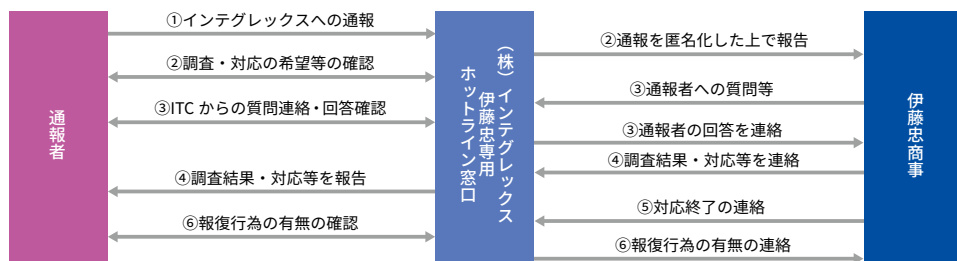 通報者
①インテグレックスへの通報
②調査・対応の希望等の確認
③ITC からの質問連絡・回答確認
④調査結果・対応等を報告
⑥報復行為の有無の確認
（株）インテグレックス
伊藤忠専用
ホットライン窓口
②通報を匿名化した上で報告
③通報者への質問等
③通報者の回答を連絡
④調査結果・対応等を連絡
⑤対応終了の連絡
⑥報復行為の有無の連絡
伊藤忠商事